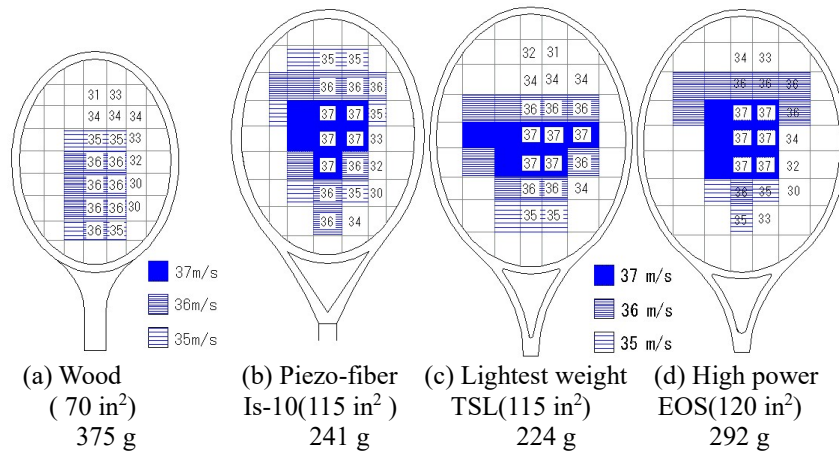 31 33
34 34 34
35 35 33
36 36 32
36 36 30
36 36 30
36 35
37m/s
36m/s
35m/s
35 35
36 36 36
37 37 35
37 37 33
37 36 32
36 35 30
36 34
32 31
34 34 34
36 36 36
37 37 37
37 37 36
36 36 34
35 35
37 m/s
36 m/s
35 m/s
34 33
36 36 36
37 37 36
37 37 34
37 37 32
36 35 30
35 33
(a) Wood (b) Piezo-fiber (c) Lightest weight (d) High power
( 70 in²) Is-10(115 in² ) TSL(115 in²) EOS(120 in²)
375 g 241 g 224 g 292 g